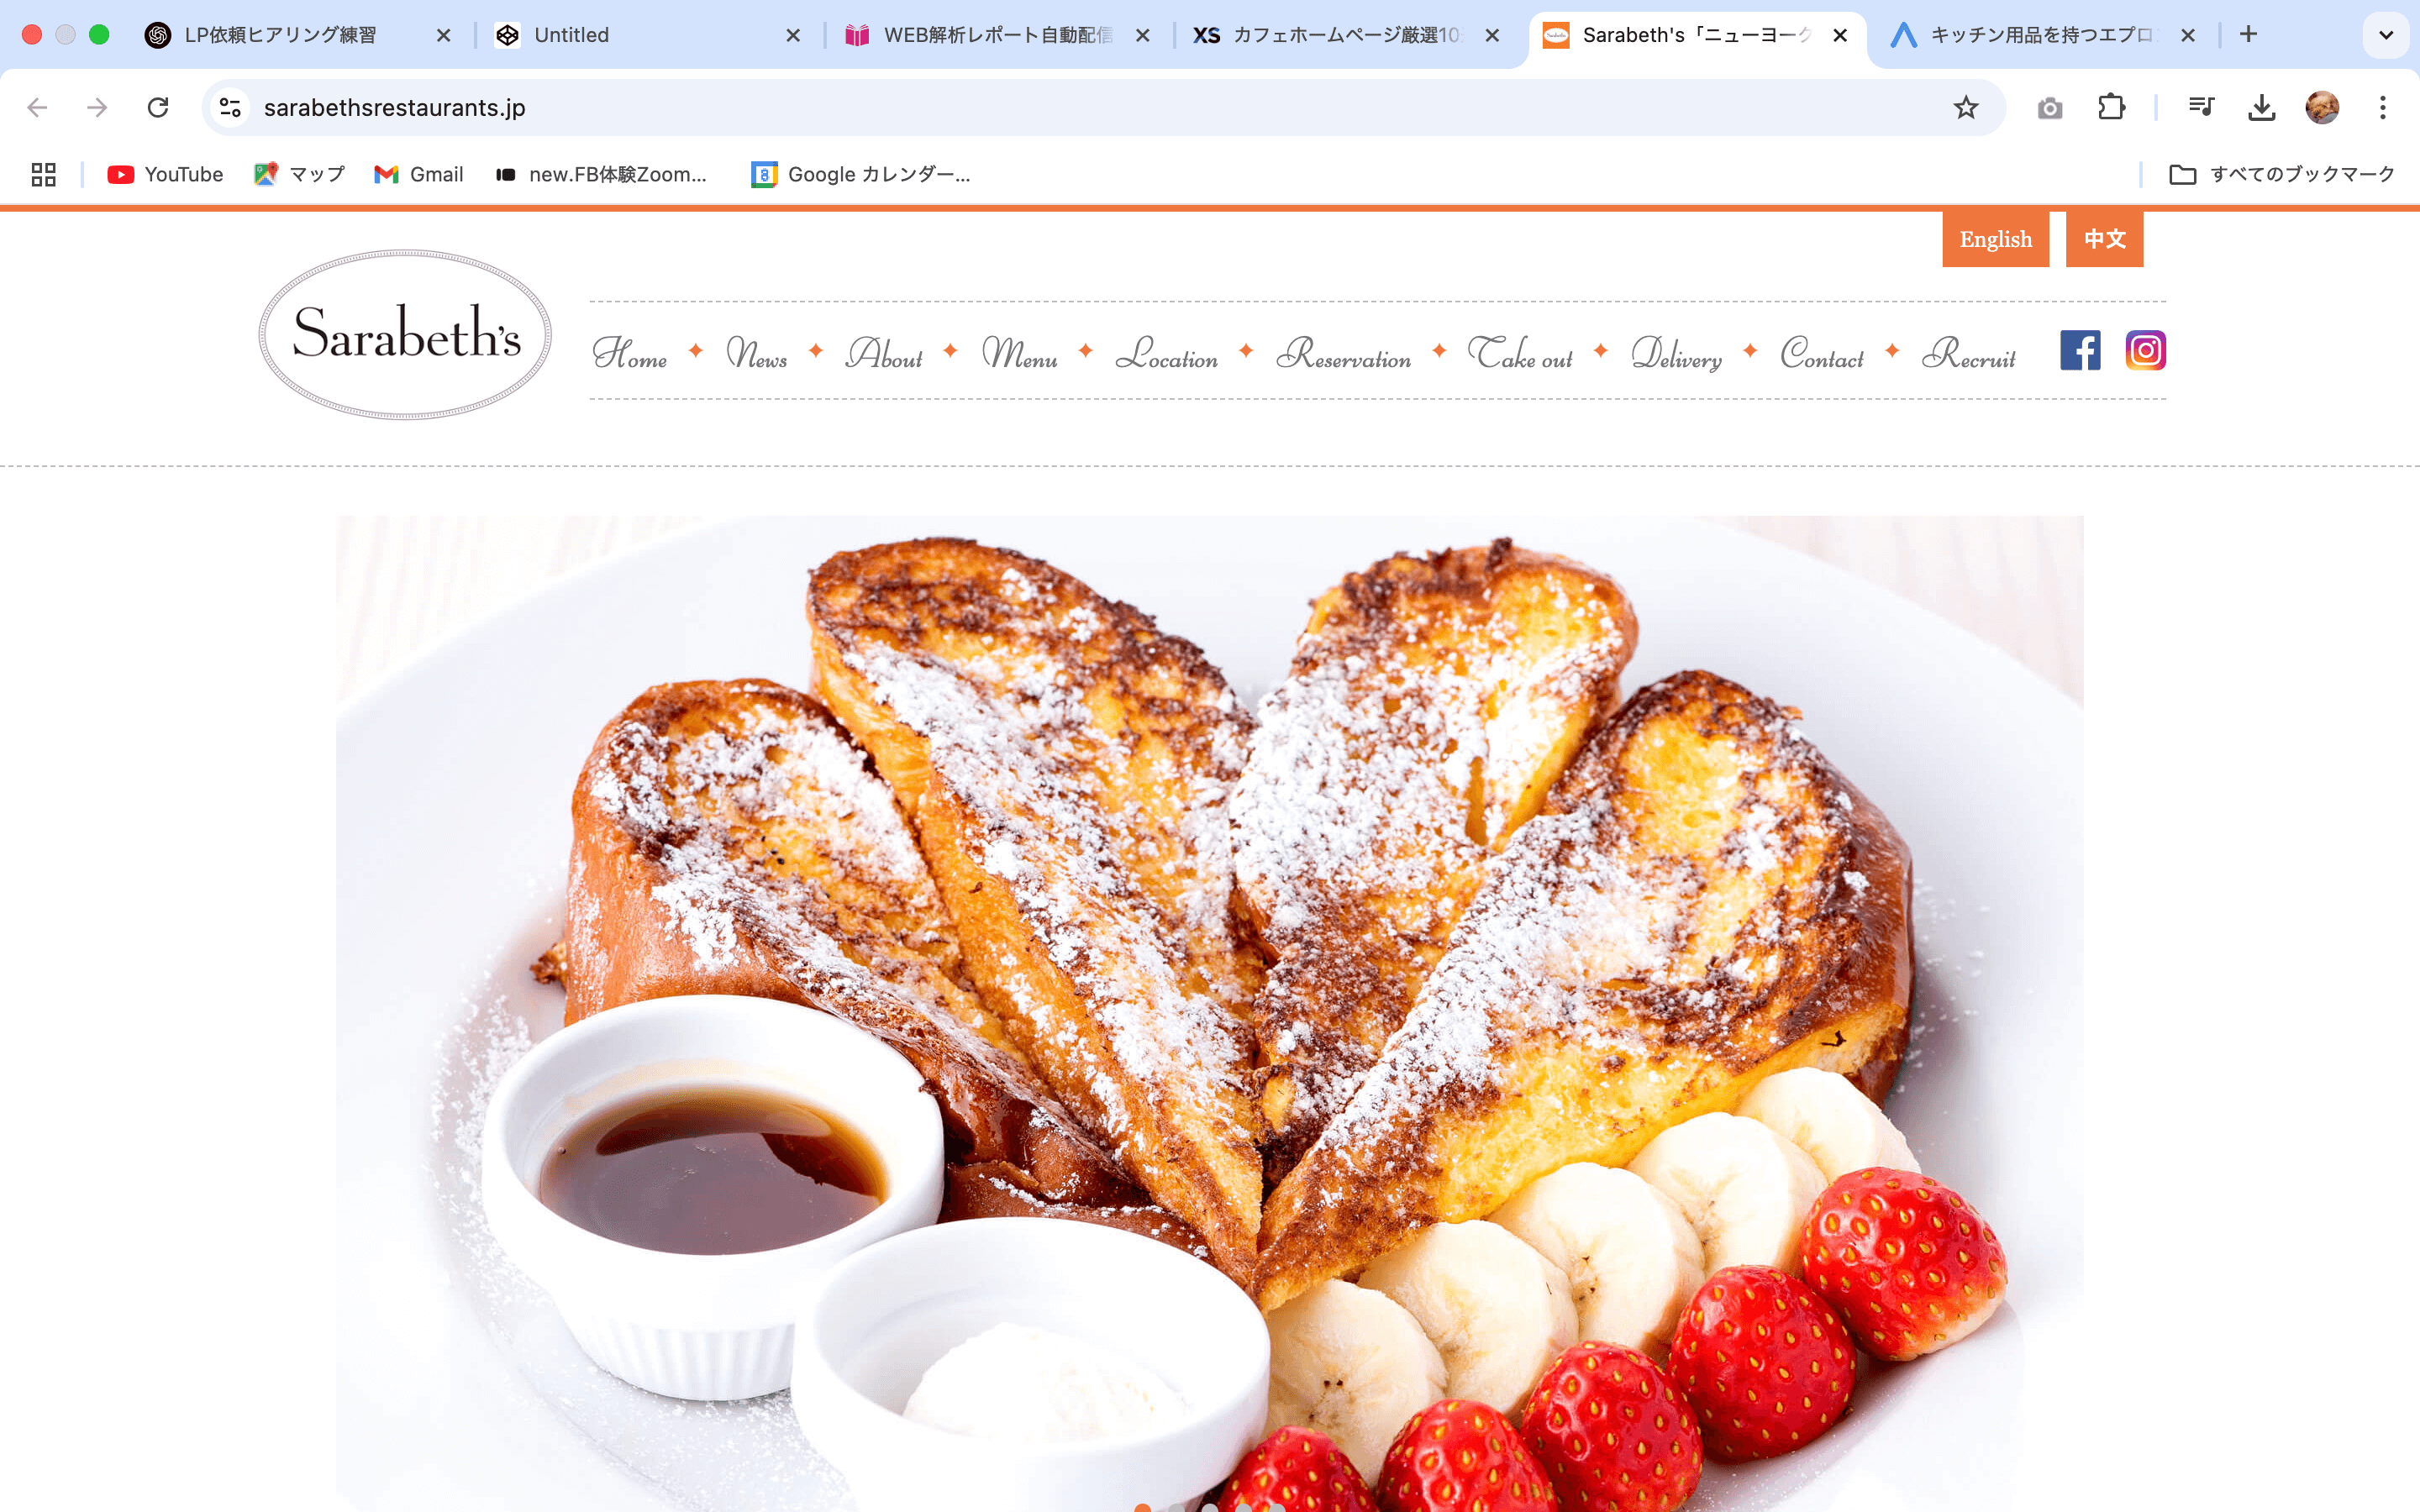 LP依頼ヒアリング練習
Untitled
WEB解析レポート自動配信
XS カフェホームページ厳選10
Sarabeth's「ニューヨーク
キッチン用品を持つエプロ
sarabethsrestaurants.jp
YouTube
マップ
Gmail
new.FB体験Zoom...
Google カレンダー...
すべてのブックマーク
English
中文
Sarabeth's
Home
News
About
Menu
Location
Reservation
Take out
Delivery
Contact
Recruit